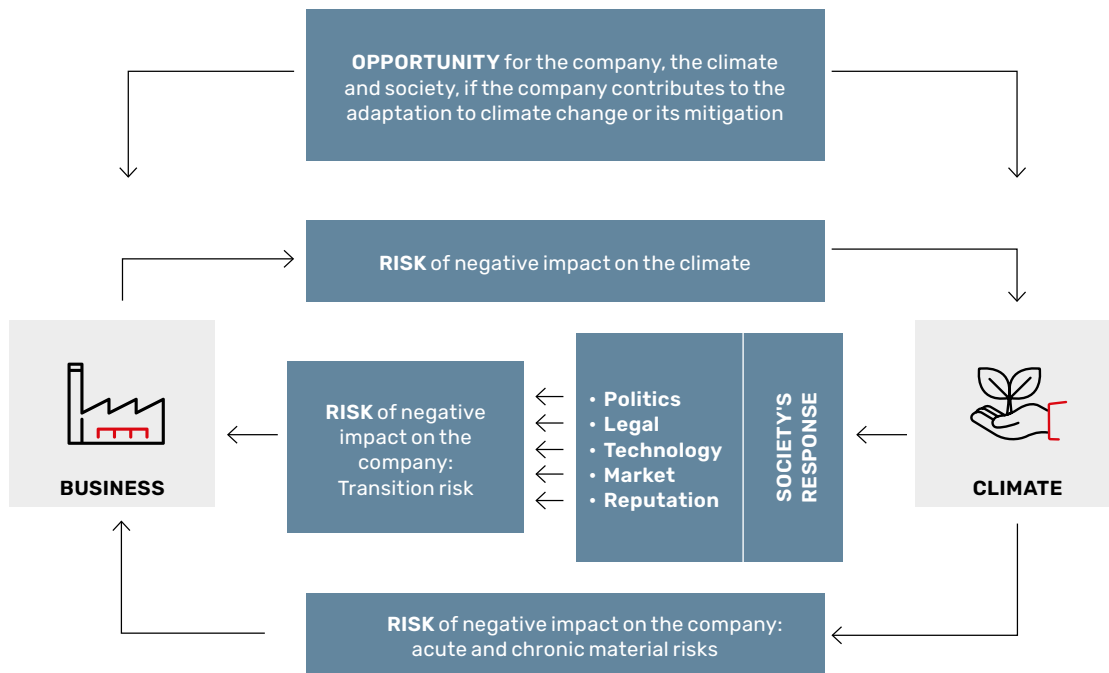 OPPORTUNITY for the company, the climate
and society, if the company contributes to the
adaptation to climate change or its mitigation
RISK of negative impact on the climate
BUSINESS
RISK of negative
impact on the
company:
Transition risk
• Politics
• Legal
• Technology
• Market
• Reputation
SOCIETY'S
RESPONSE
CLIMATE
RISK of negative impact on the company:
acute and chronic material risks